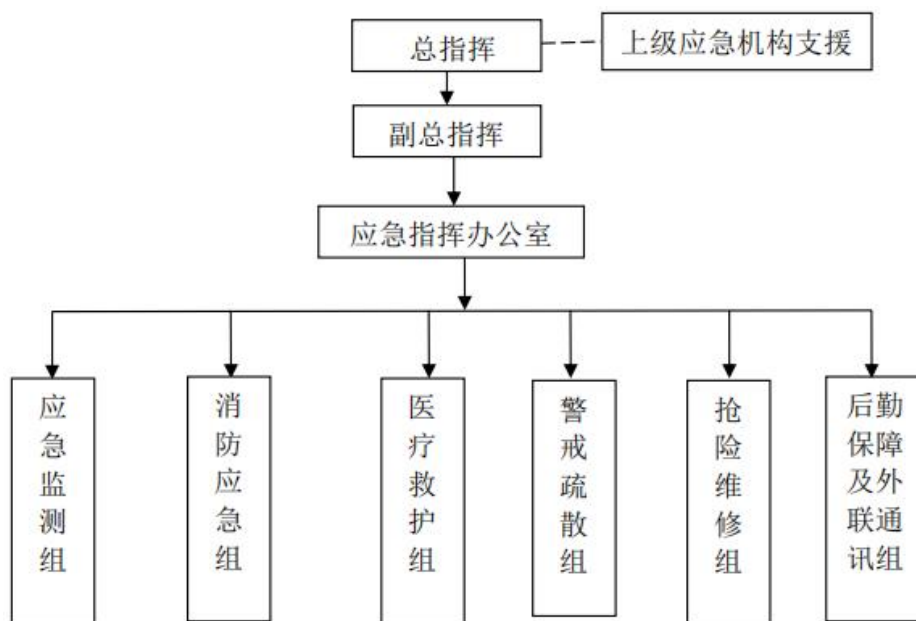 总指挥
上级应急机构支援
副总指挥
应急指挥办公室
应急监测组
消防应急组
医疗救护组
警戒疏散组
抢险维修组
后勤保障及外联通讯组